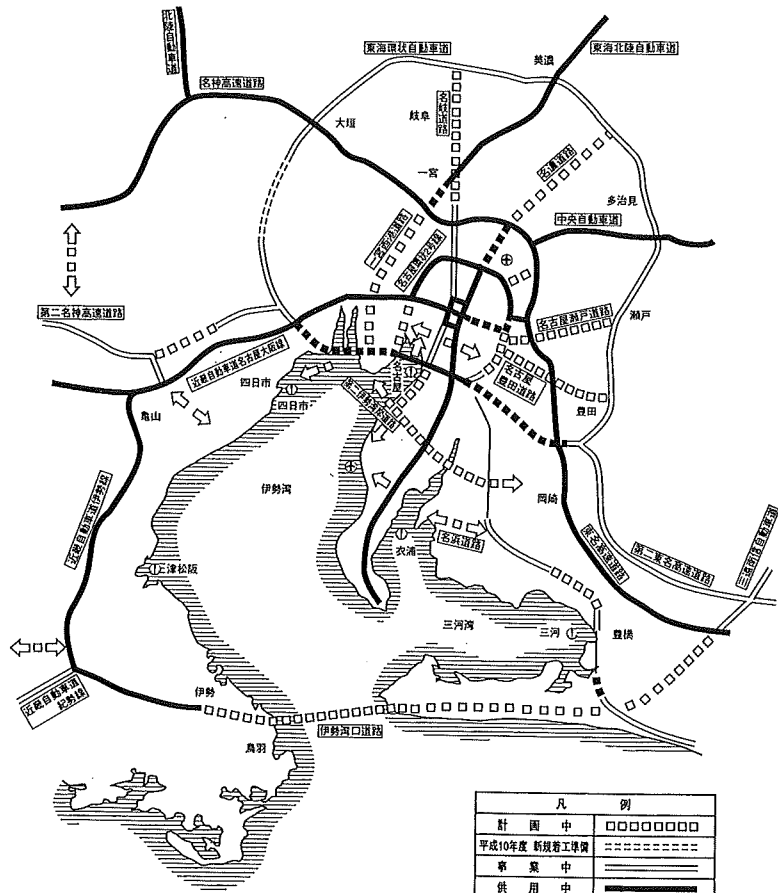 北陸自動車道
東海環状自動車道
美濃
東海北陸自動車道
名神高速道路
名岐道路
岐阜
大垣
一宮
名濃道路
多治見
中央自動車道
一宮西港道路
名古屋環状2号線
第二名神高速道路
名古屋瀬戸道路
瀬戸
近畿自動車道名古屋大阪線
名古屋
名古屋豊田道路
四日市
四日市
豊田
亀山
伊勢湾
岡崎
近畿自動車道伊勢線
名浜道路
衣浦
東名高速道路
第二東名高速道路
三遠南信自動車道
津松阪
三河湾
三河
豊橋
近畿自動車道
紀勢線
伊勢
伊勢湾口道路
鳥羽
凡例
計画中
平成10年度 新規着工準備
事業中
供用中